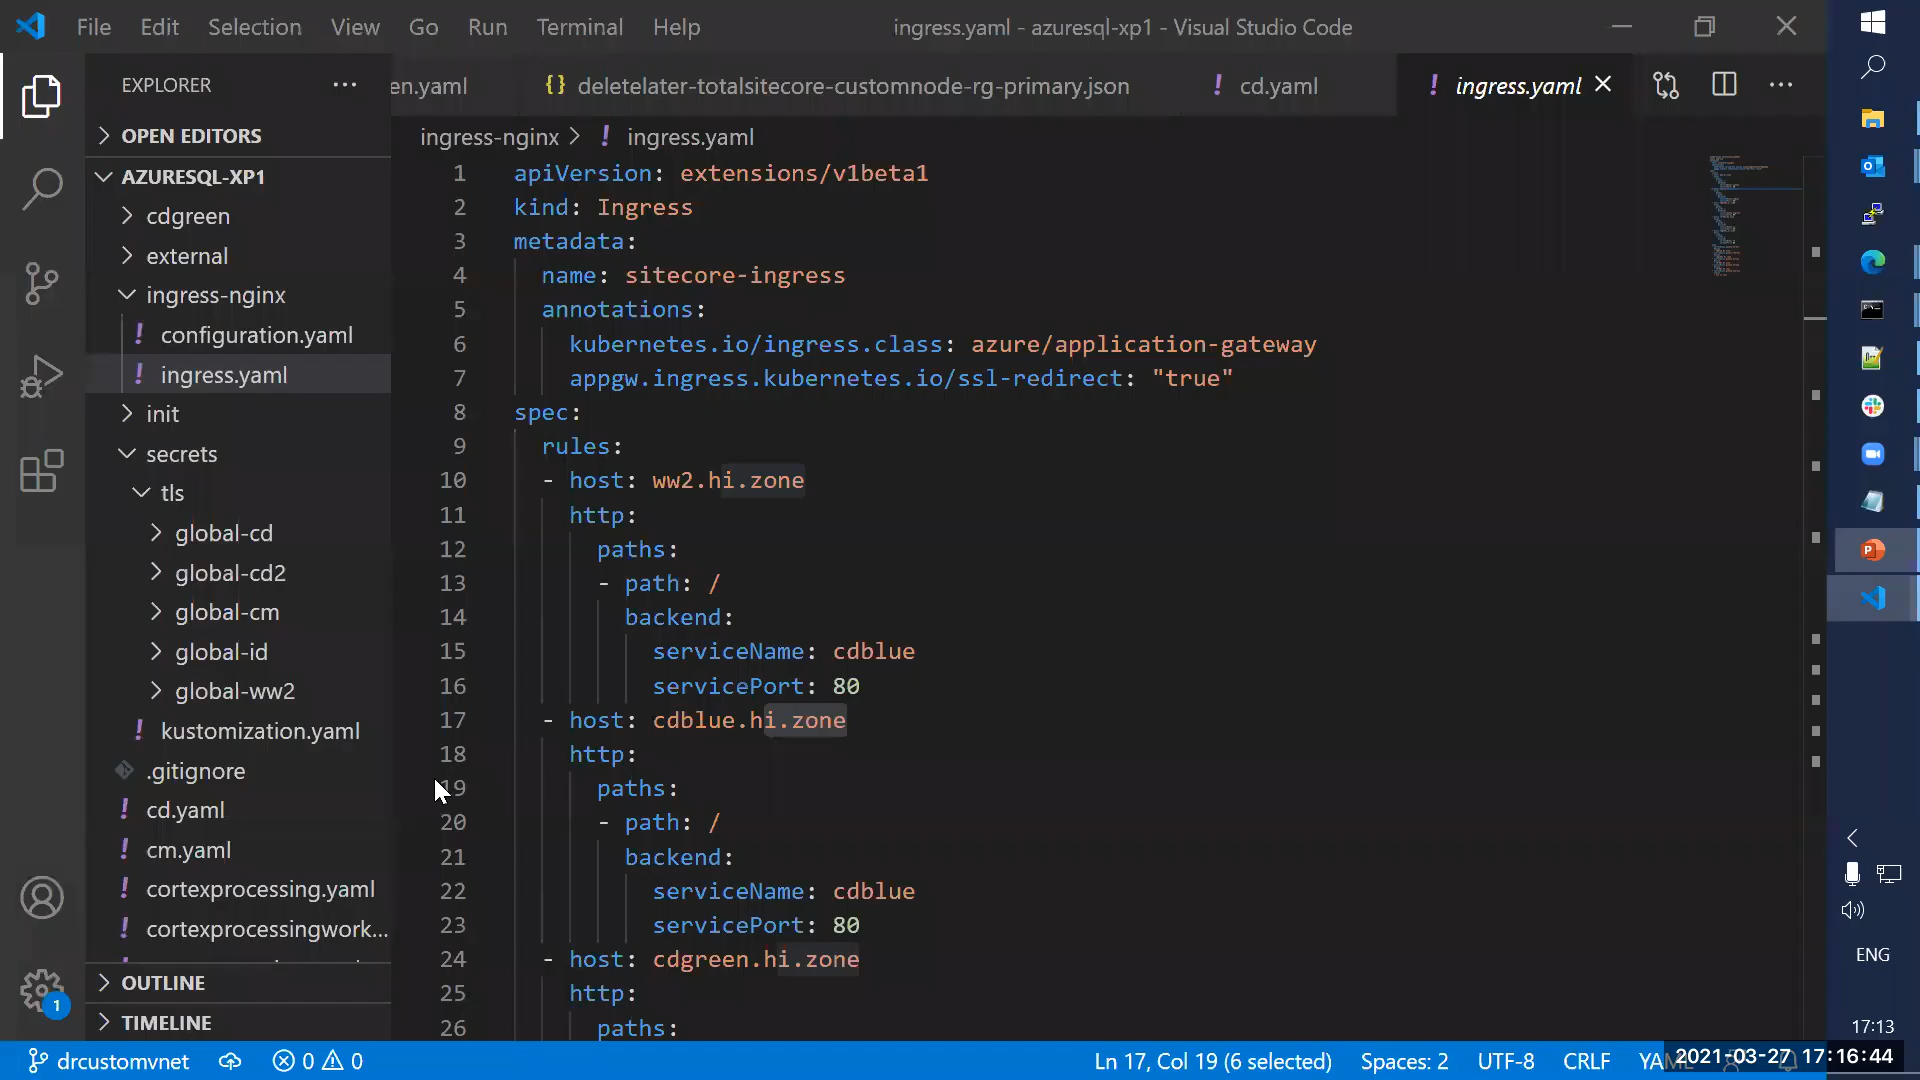 File Edit Selection View Go Run Terminal Help
ingress.yaml - azuresql-xp1 - Visual Studio Code
EXPLORER
en.yaml
{} deletelater-totalsitecore-customnode-rg-primary.json
! cd.yaml
! ingress.yaml
ingress-nginx > ! ingress.yaml
OPEN EDITORS
AZURESQL-XP1
cdgreen
external
ingress-nginx
! configuration.yaml
! ingress.yaml
init
secrets
tls
global-cd
global-cd2
global-cm
global-id
global-ww2
! kustomization.yaml
.gitignore
! cd.yaml
! cm.yaml
! cortexprocessing.yaml
! cortexprocessingwork...
OUTLINE
TIMELINE
1 apiVersion: extensions/v1beta1
2 kind: Ingress
3 metadata:
4 name: sitecore-ingress
5 annotations:
6 kubernetes.io/ingress.class: azure/application-gateway
7 appgw.ingress.kubernetes.io/ssl-redirect: "true"
8 spec:
9 rules:
10 - host: ww2.hi.zone
11 http:
12 paths:
13 - path: /
14 backend:
15 serviceName: cdblue
16 servicePort: 80
17 - host: cdblue.hi.zone
18 http:
19 paths:
20 - path: /
21 backend:
22 serviceName: cdblue
23 servicePort: 80
24 - host: cdgreen.hi.zone
25 http:
26 paths:
1
drcustomvnet
0 0
Ln 17, Col 19 (6 selected)
Spaces: 2
UTF-8
CRLF
ENG
17:13
2021-03-27 17:16:44